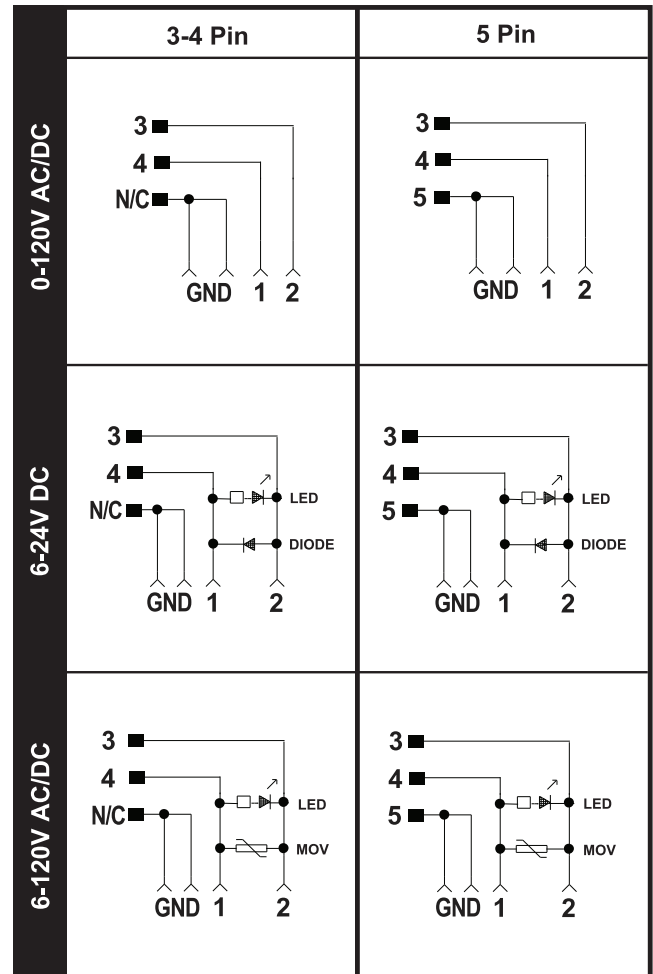 3-4 Pin
5 Pin
0-120V AC/DC
3
4
N/C
GND 1 2
3
4
5
GND 1 2
6-24V DC
3
4
N/C
LED
DIODE
GND 1 2
3
4
5
LED
DIODE
GND 1 2
6-120V AC/DC
3
4
N/C
LED
MOV
GND 1 2
3
4
5
LED
MOV
GND 1 2